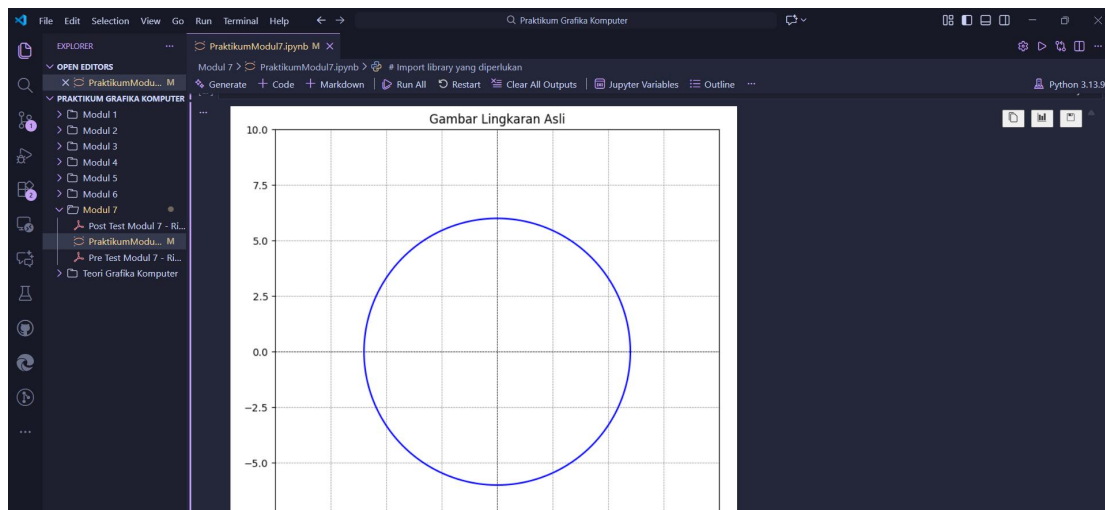 File Edit Selection View Go Run Terminal Help
Praktikum Grafika Komputer
EXPLORER
OPEN EDITORS
PraktikumModu... M
PRAKTIKUM GRAFIKA KOMPUTER
Modul 1
Modul 2
Modul 3
Modul 4
Modul 5
Modul 6
Modul 7
Post Test Modul 7 - Ri...
PraktikumModu... M
Pre Test Modul 7 - Ri...
Teori Grafika Komputer
1
2
PraktikumModul7.ipynb M
Modul 7 > PraktikumModul7.ipynb > # Import library yang diperlukan
Generate + Code + Markdown Run All Restart Clear All Outputs Jupyter Variables Outline ...
Python 3.13.9
Gambar Lingkaran Asli
10.0
7.5
5.0
2.5
0.0
−2.5
−5.0